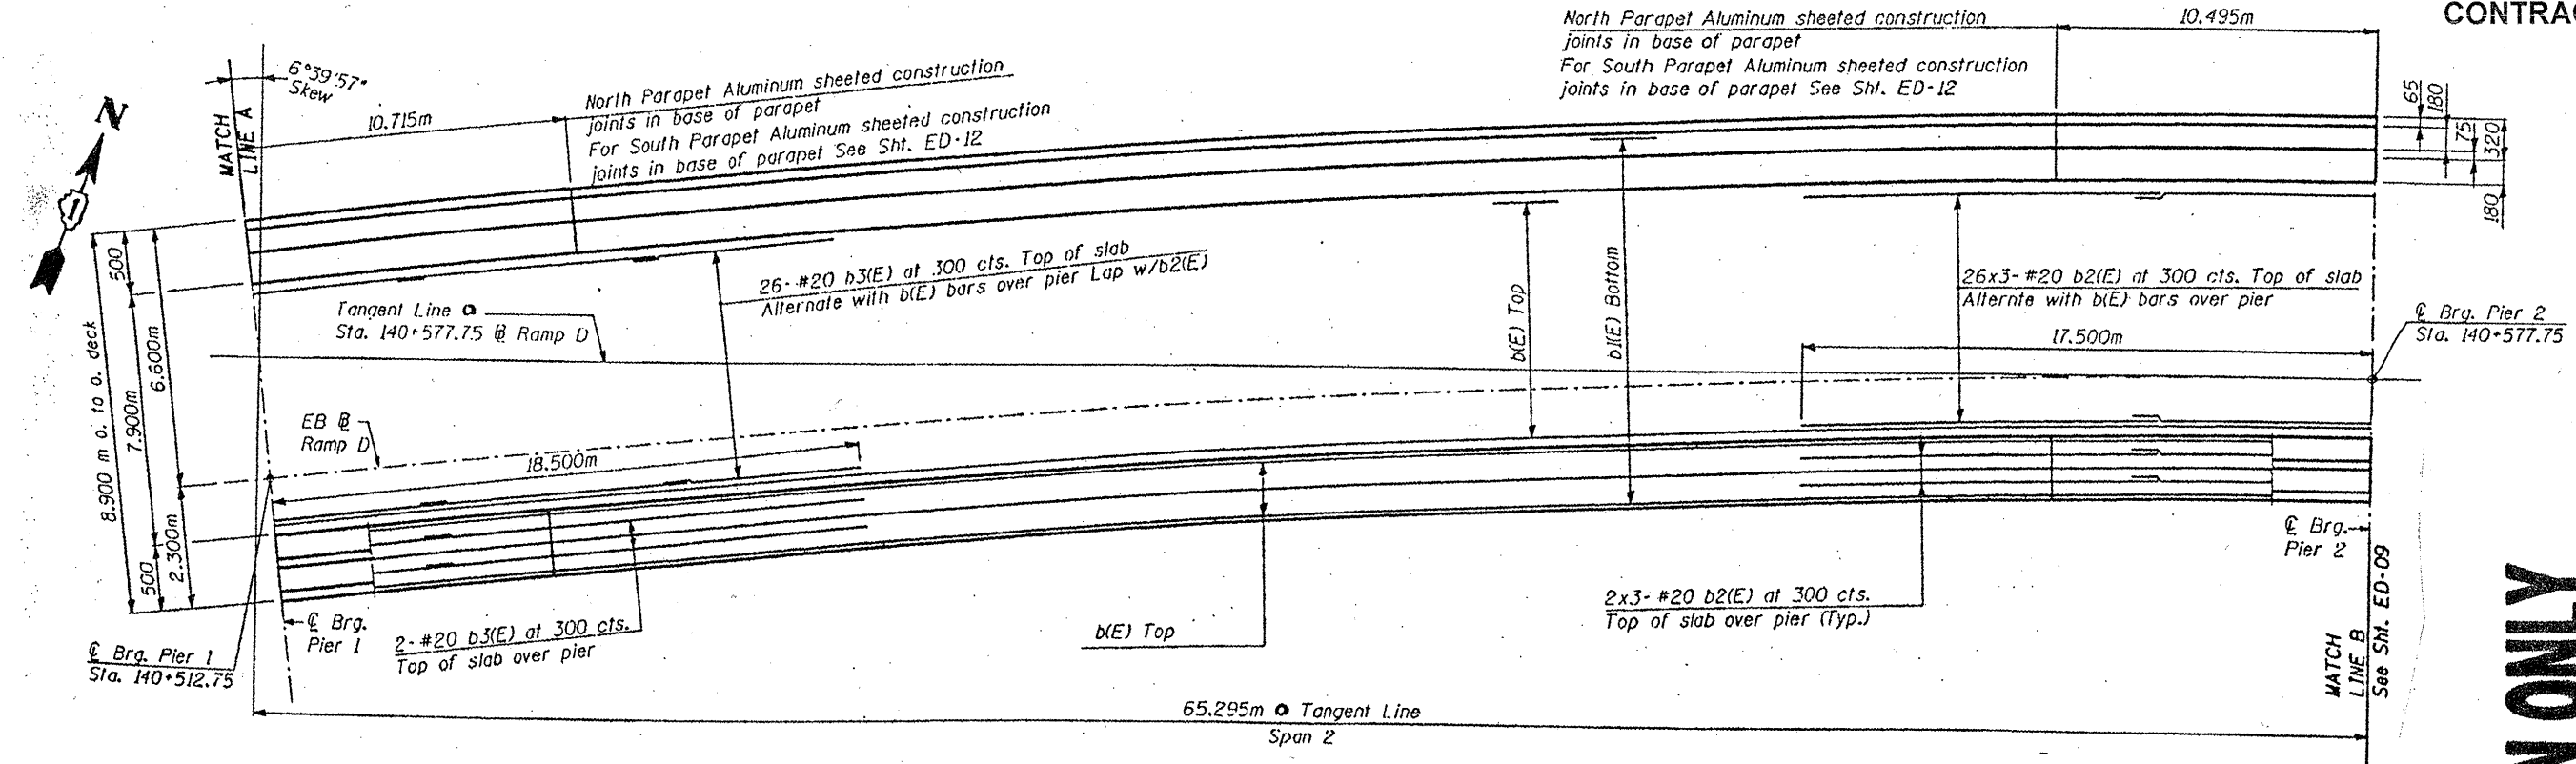 CONTRAC
North Parapet Aluminum sheeted construction
joints in base of parapet
For South Parapet Aluminum sheeted construction
joints in base of parapet See Sht. ED-12
10.495m
6°39'57"
Skew
MATCH
LINE A
10.715m
North Parapet Aluminum sheeted construction
joints in base of parapet
For South Parapet Aluminum sheeted construction
joints in base of parapet See Sht. ED-12
65
180
75
320
180
N
1
500
7.900m
6.600m
8.900 m o. to o. deck
500
2.300m
Tangent Line @
Sta. 140+577.75 ℄ Ramp D
26-#20 b3(E) at 300 cts. Top of slab
Alternate with b(E) bars over pier Lap w/b2(E)
b(E) Top
b1(E) Bottom
26x3-#20 b2(E) at 300 cts. Top of slab
Alternte with b(E) bars over pier
17.500m
℄ Brg. Pier 2
Sta. 140+577.75
EB ℄
Ramp D
18.500m
℄ Brg.
Pier 1
2-#20 b3(E) at 300 cts.
Top of slab over pier
℄ Brg. Pier 1
Sta. 140+512.75
b(E) Top
2x3-#20 b2(E) at 300 cts.
Top of slab over pier (Typ.)
℄ Brg.
Pier 2
MATCH
LINE B
See Sht. ED-09
65.295m @ Tangent Line
Span 2
N ONLY